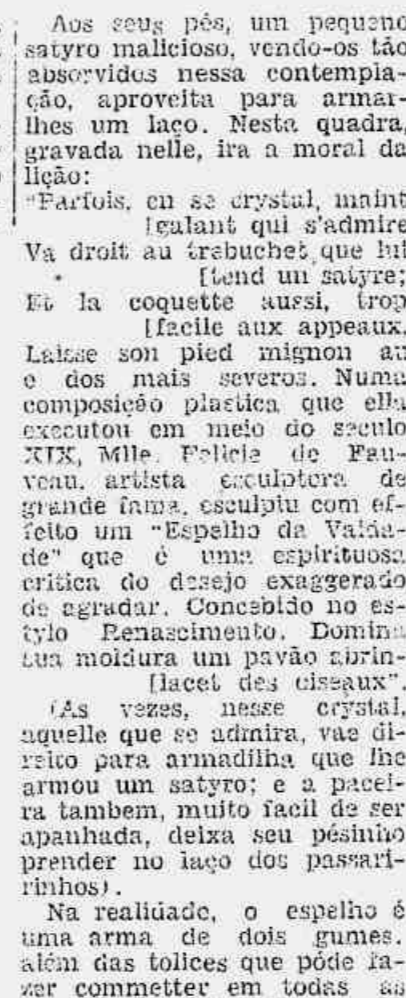 Aos seus pés, um pequeno
satyro malicioso, vendo-os tão
absorvidos nessa contempla-
ção, aproveita para armar-
lhes um laço. Nesta quadra,
gravada nelle, ira a moral da
lição:
"Parfois, en se crystal, maint
[galant qui s'admire
Va droit au trebuchet que lui
[tend un satyre;
Et la coquette aussi, trop
[facile aux appeaux,
Laisse son pied mignon au
e dos mais severos. Numa
composição plastica que ella
executou em meio do seculo
XIX, Mlle. Felicie de Fau-
veau, artista esculptora de
grande fama, esculpiu com ef-
feito um "Espelho da Vaida-
de" que é uma espirituosa
critica do desejo exaggerado
de agradar. Concebido no es-
tylo Renascimento. Domina
sua moldura um pavão abrin-
[lacet des ciseaux".
(As vezes, nesse crystal,
aquelle que se admira, vae di-
reito para armadilha que lhe
armou um satyro; e a pacei-
ra tambem, muito facil de ser
apanhada, deixa seu pésinho
prender no laço dos passari-
rinhos).
Na realidade, o espelho é
uma arma de dois gumes.
além das tolices que póde fa-
zer commetter em todas as